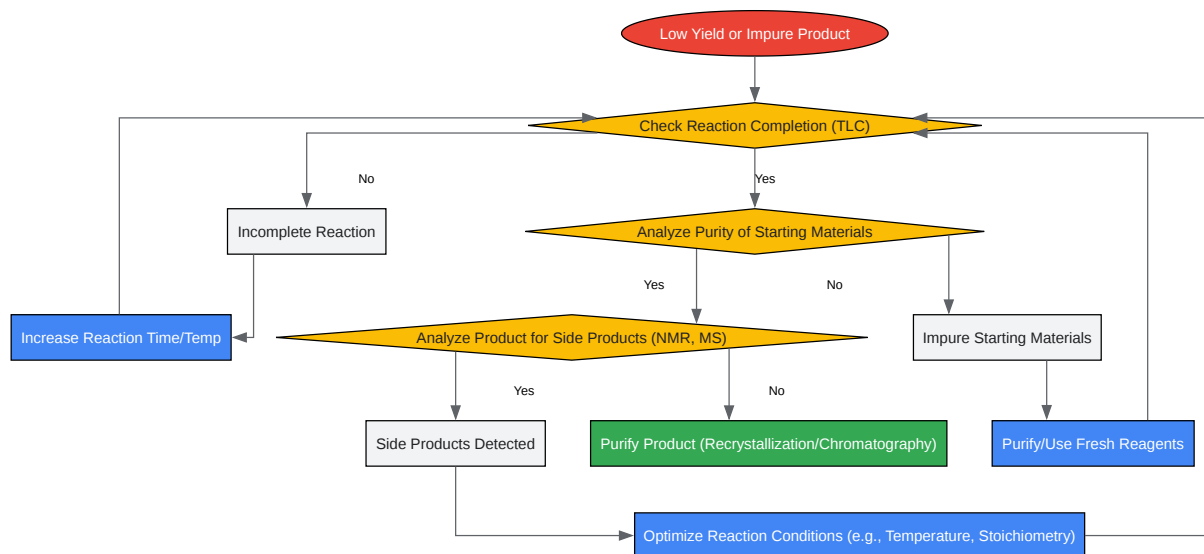 Low Yield or Impure Product
Check Reaction Completion (TLC)
No
Yes
Incomplete Reaction
Analyze Purity of Starting Materials
Yes
No
Increase Reaction Time/Temp
Analyze Product for Side Products (NMR, MS)
Impure Starting Materials
Yes
No
Side Products Detected
Purify Product (Recrystallization/Chromatography)
Purify/Use Fresh Reagents
Optimize Reaction Conditions (e.g., Temperature, Stoichiometry)